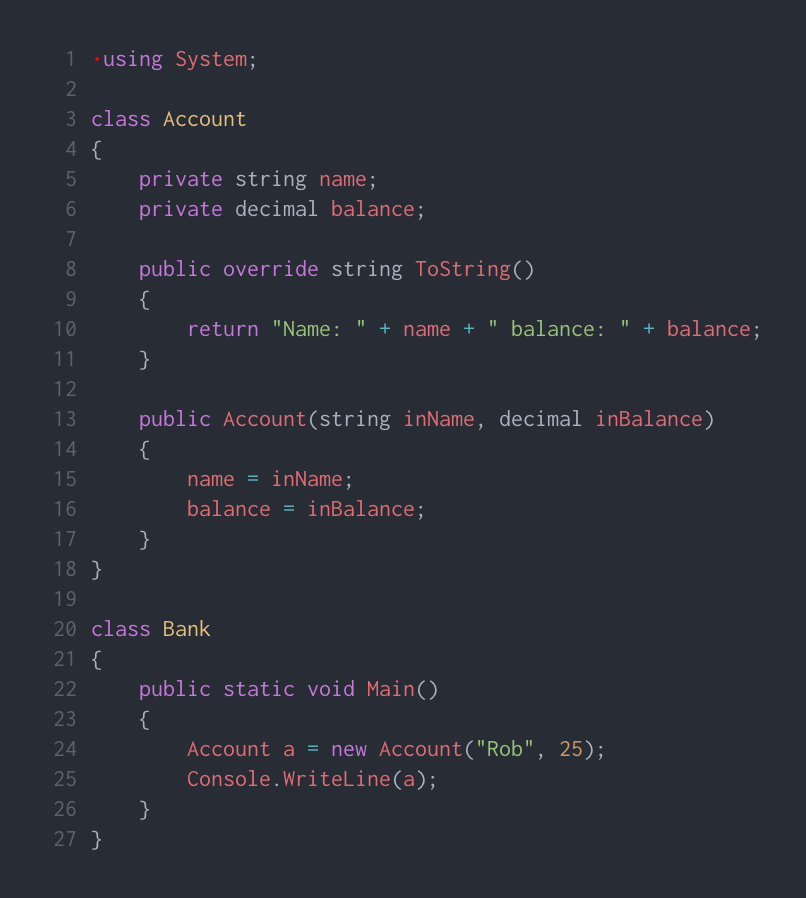 1 ·using System;
2
3 class Account
4 {
5     private string name;
6     private decimal balance;
7
8     public override string ToString()
9     {
10         return "Name: " + name + " balance: " + balance;
11     }
12
13     public Account(string inName, decimal inBalance)
14     {
15         name = inName;
16         balance = inBalance;
17     }
18 }
19
20 class Bank
21 {
22     public static void Main()
23     {
24         Account a = new Account("Rob", 25);
25         Console.WriteLine(a);
26     }
27 }